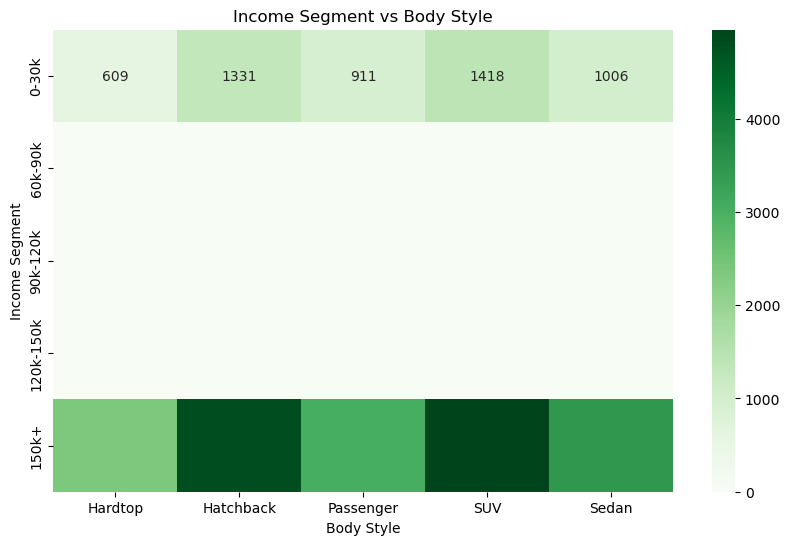 Income Segment vs Body Style
Income Segment
0-30k
609 1331 911 1418 1006
60k-90k
90k-120k
120k-150k
150k+
Hardtop Hatchback Passenger SUV Sedan
Body Style
4000
3000
2000
1000
0